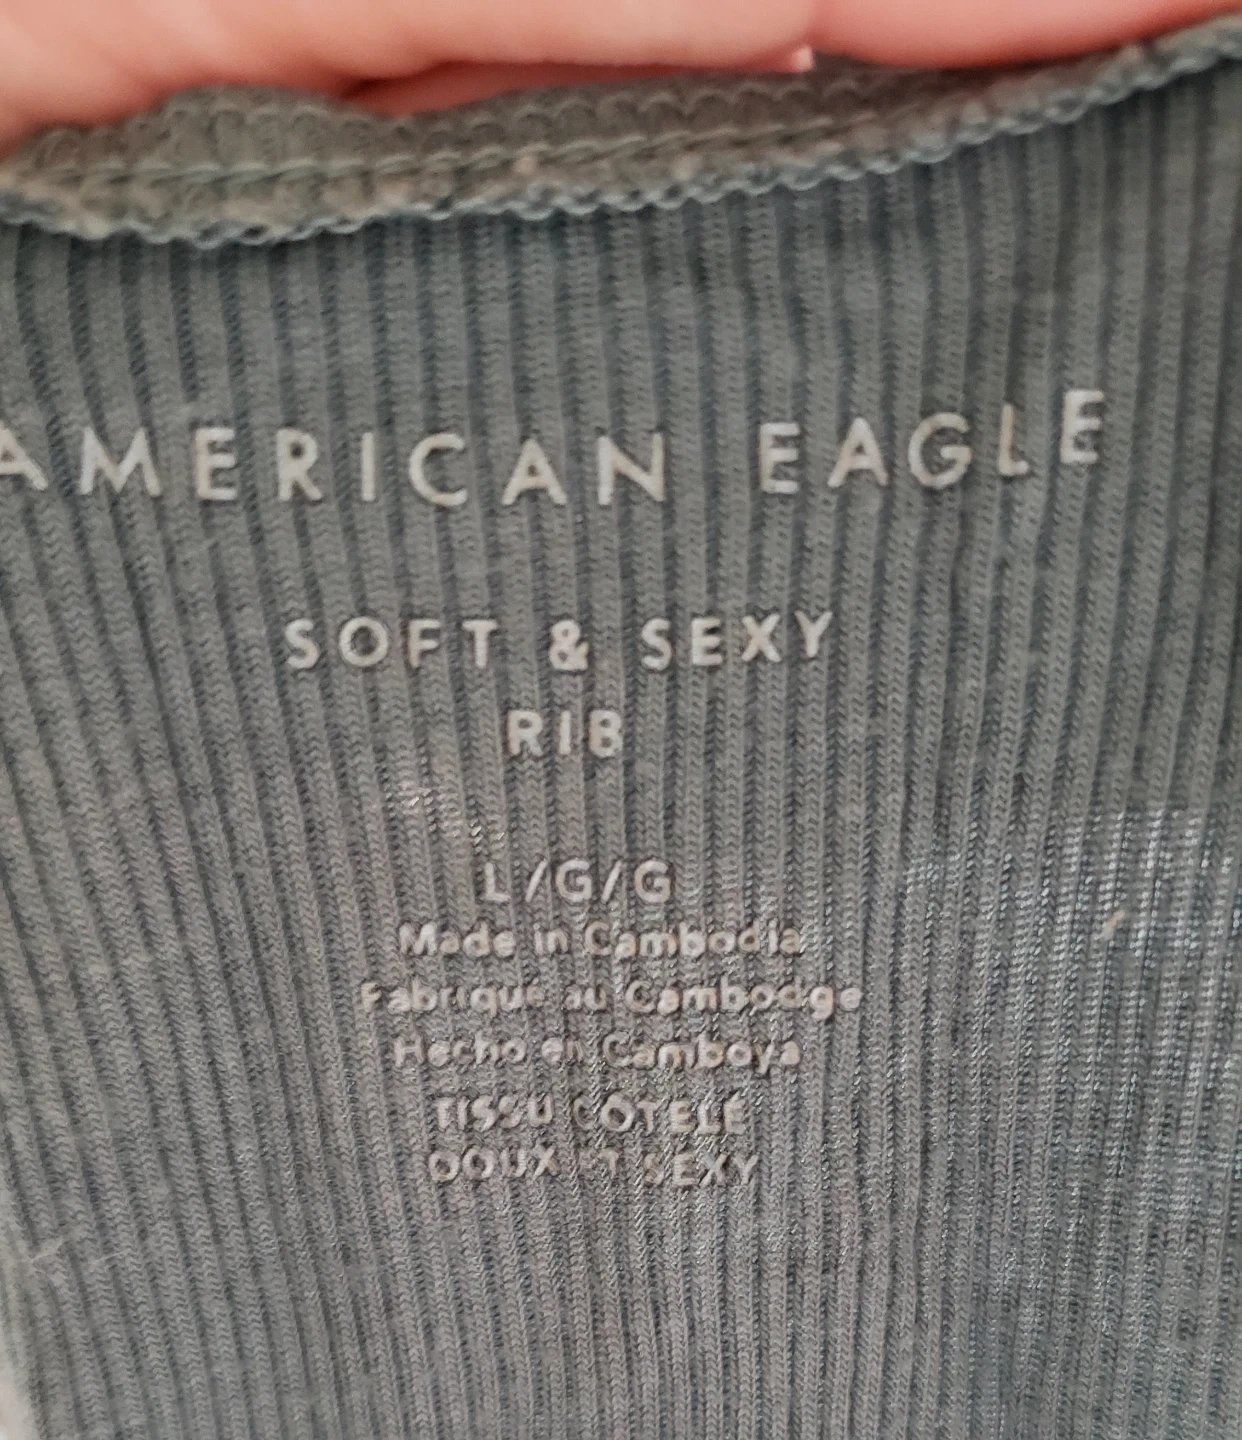 AMERICAN EAGLE
SOFT & SEXY
RIB
L/G/G
Made in Cambodia
Fabriqué au Cambodge
Hecho en Camboya
TISSU CÔTELÉ
DOUX ET SEXY